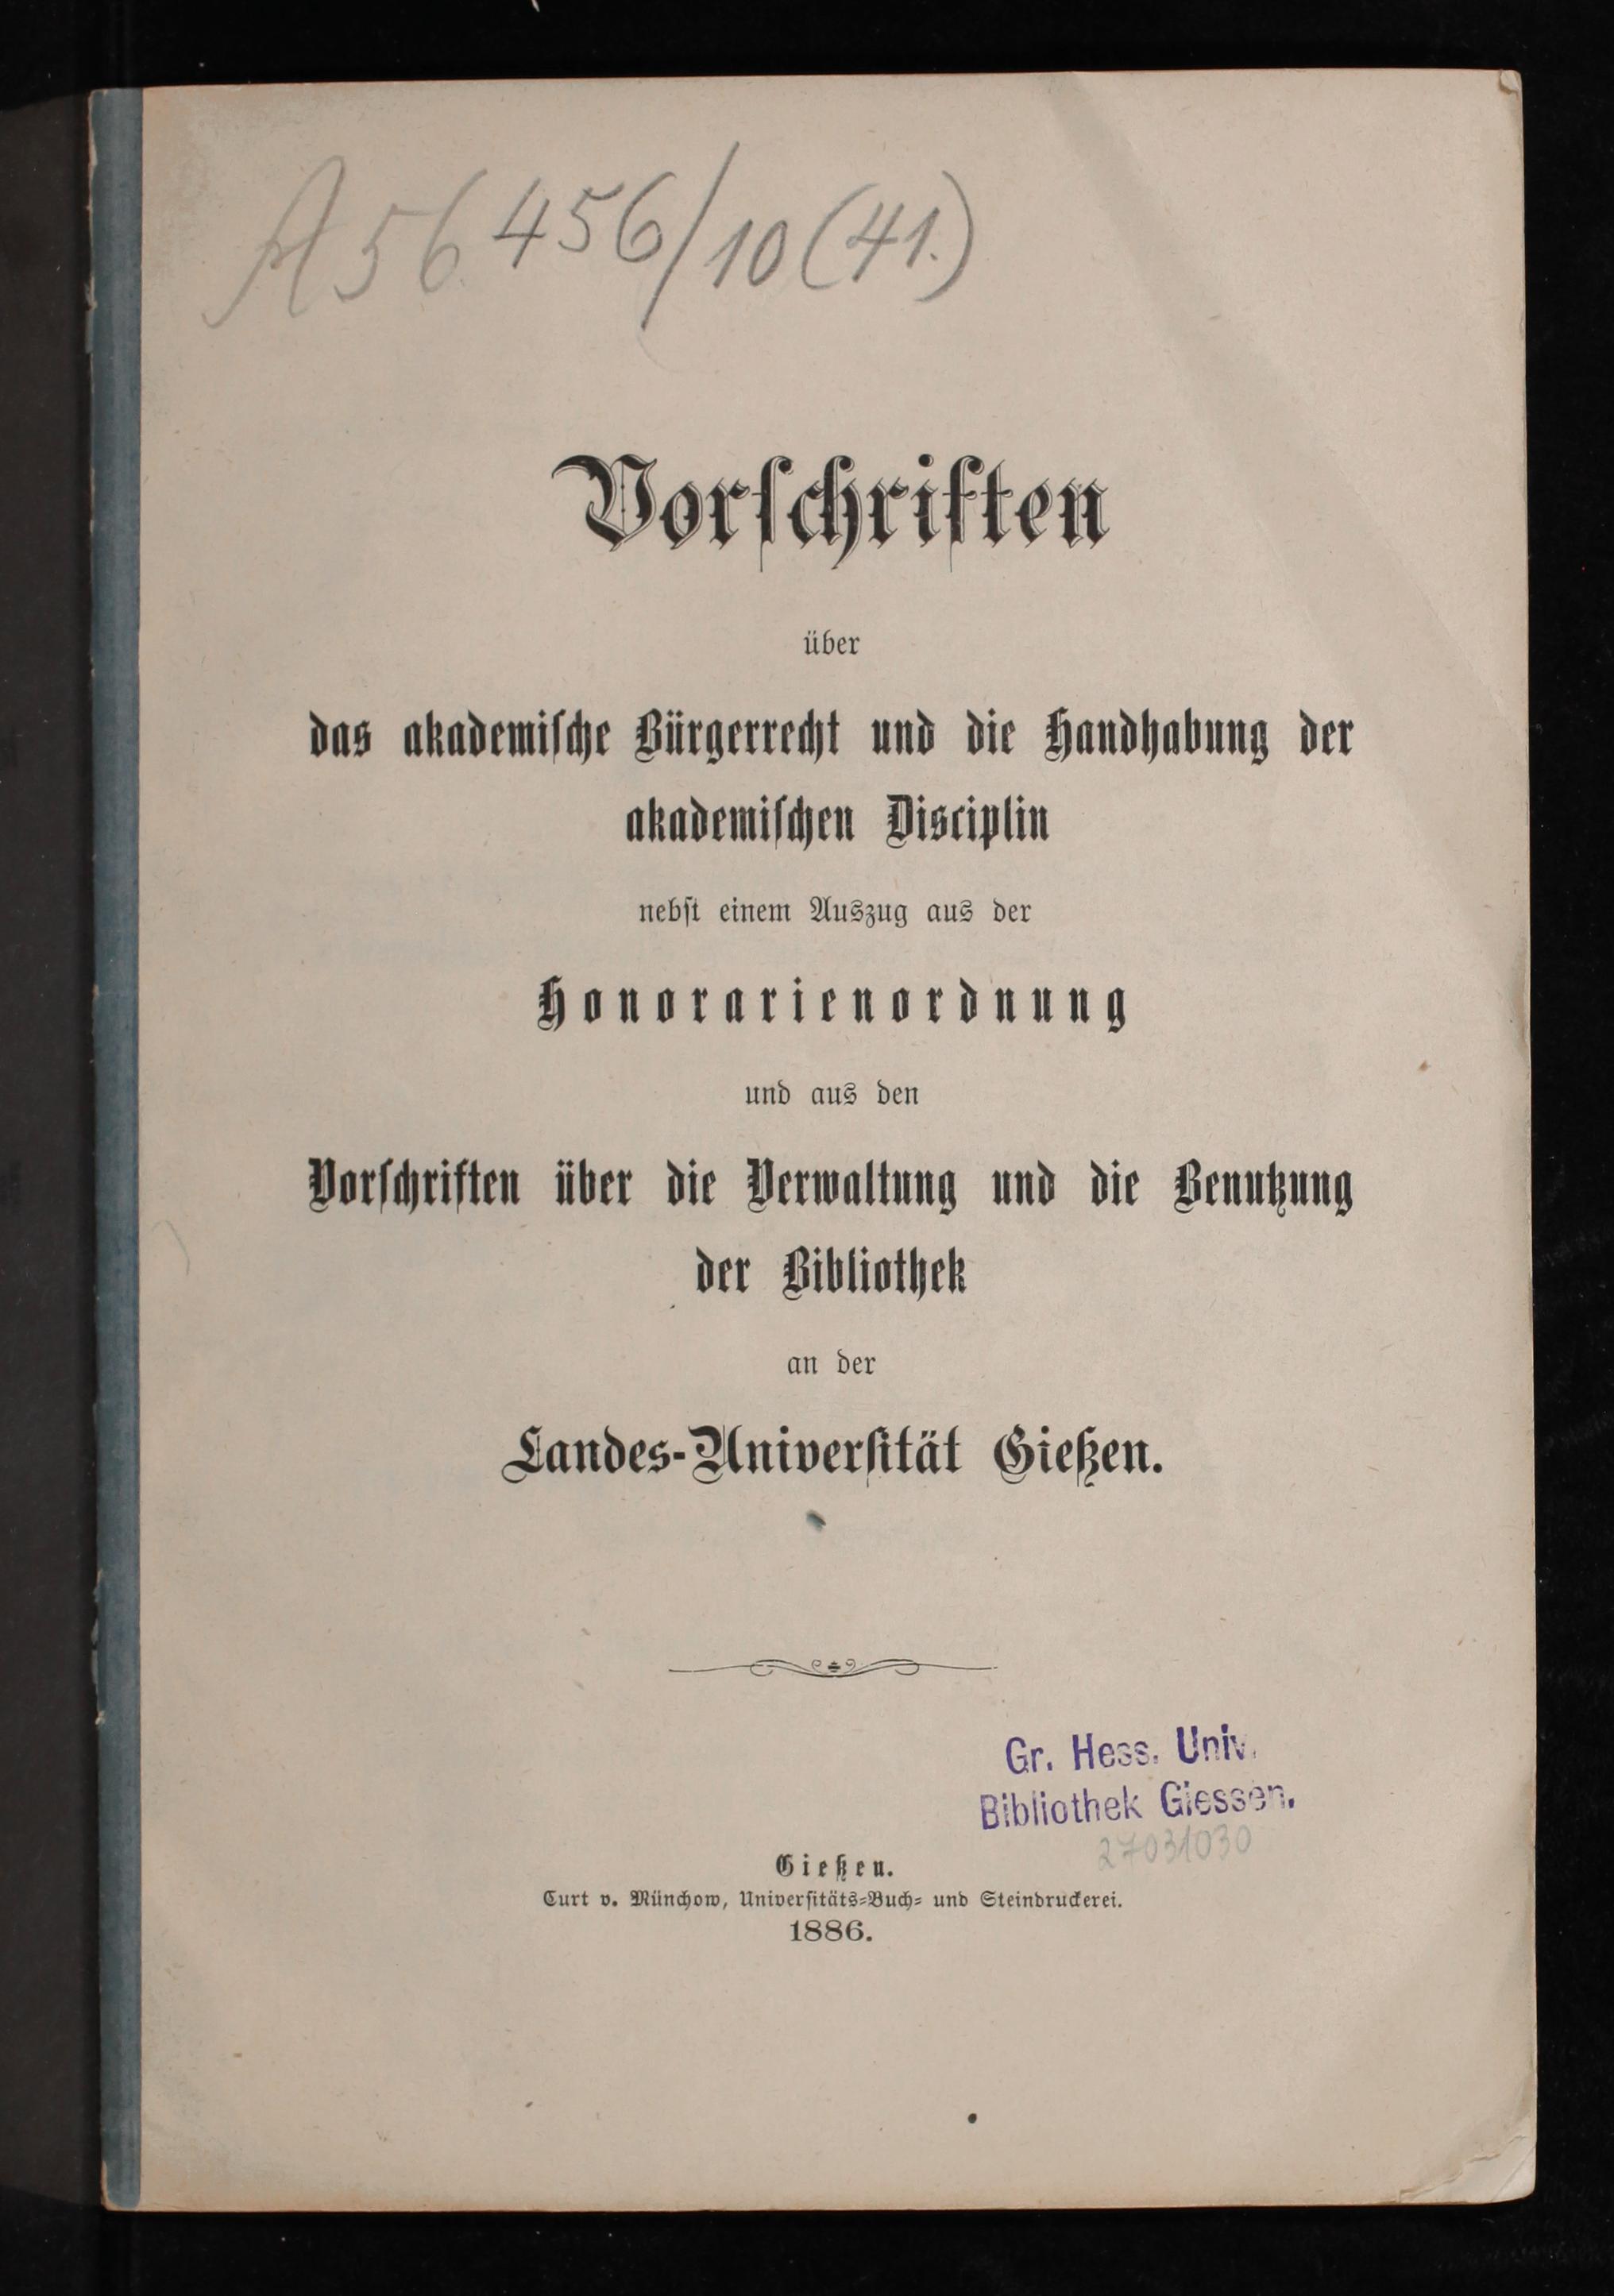 A 56 456/10 (41.)
Vorſchriften
über
das akademiſche Bürgerrecht und die Handhabung der
akademiſchen Disciplin
nebſt einem Auszug aus der
Honorarienordnung
und aus den
Vorſchriften über die Verwaltung und die Benutzung
der Bibliothek
an der
Landes-Univerſität Gießen.
Gr. Hess. Univ.
Bibliothek Giessen.
27031030
Gießen.
Curt v. Münchow, Univerſitäts-Buch- und Steindruckerei.
1886.